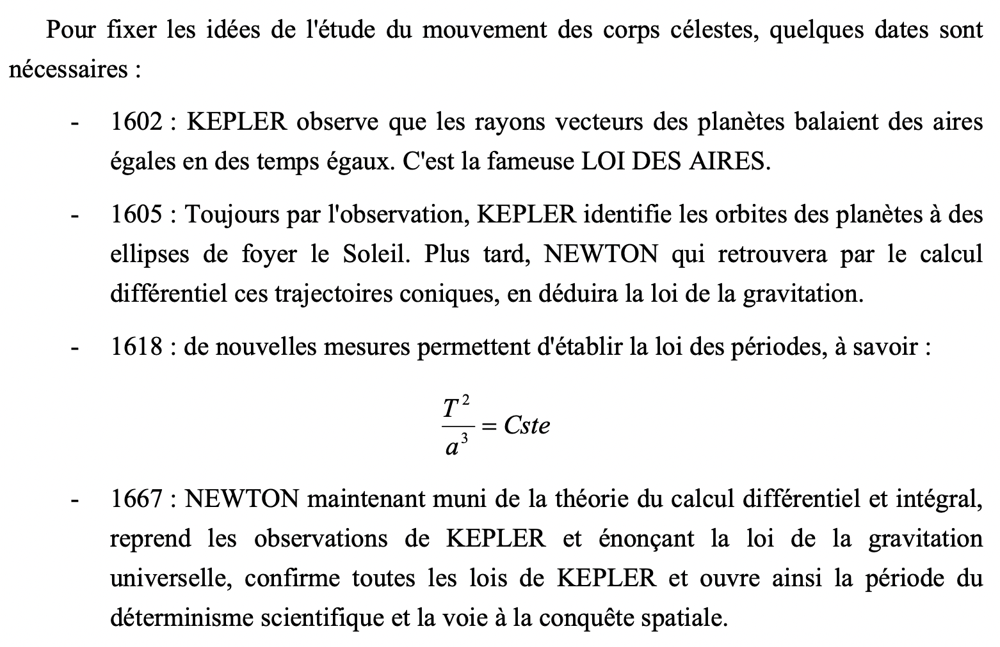 Pour fixer les idées de l'étude du mouvement des corps célestes, quelques dates sont
nécessaires :
- 1602 : KEPLER observe que les rayons vecteurs des planètes balaient des aires
égales en des temps égaux. C'est la fameuse LOI DES AIRES.
- 1605 : Toujours par l'observation, KEPLER identifie les orbites des planètes à des
ellipses de foyer le Soleil. Plus tard, NEWTON qui retrouvera par le calcul
différentiel ces trajectoires coniques, en déduira la loi de la gravitation.
- 1618 : de nouvelles mesures permettent d'établir la loi des périodes, à savoir :
T²/a³ = Cste
- 1667 : NEWTON maintenant muni de la théorie du calcul différentiel et intégral,
reprend les observations de KEPLER et énonçant la loi de la gravitation
universelle, confirme toutes les lois de KEPLER et ouvre ainsi la période du
déterminisme scientifique et la voie à la conquête spatiale.